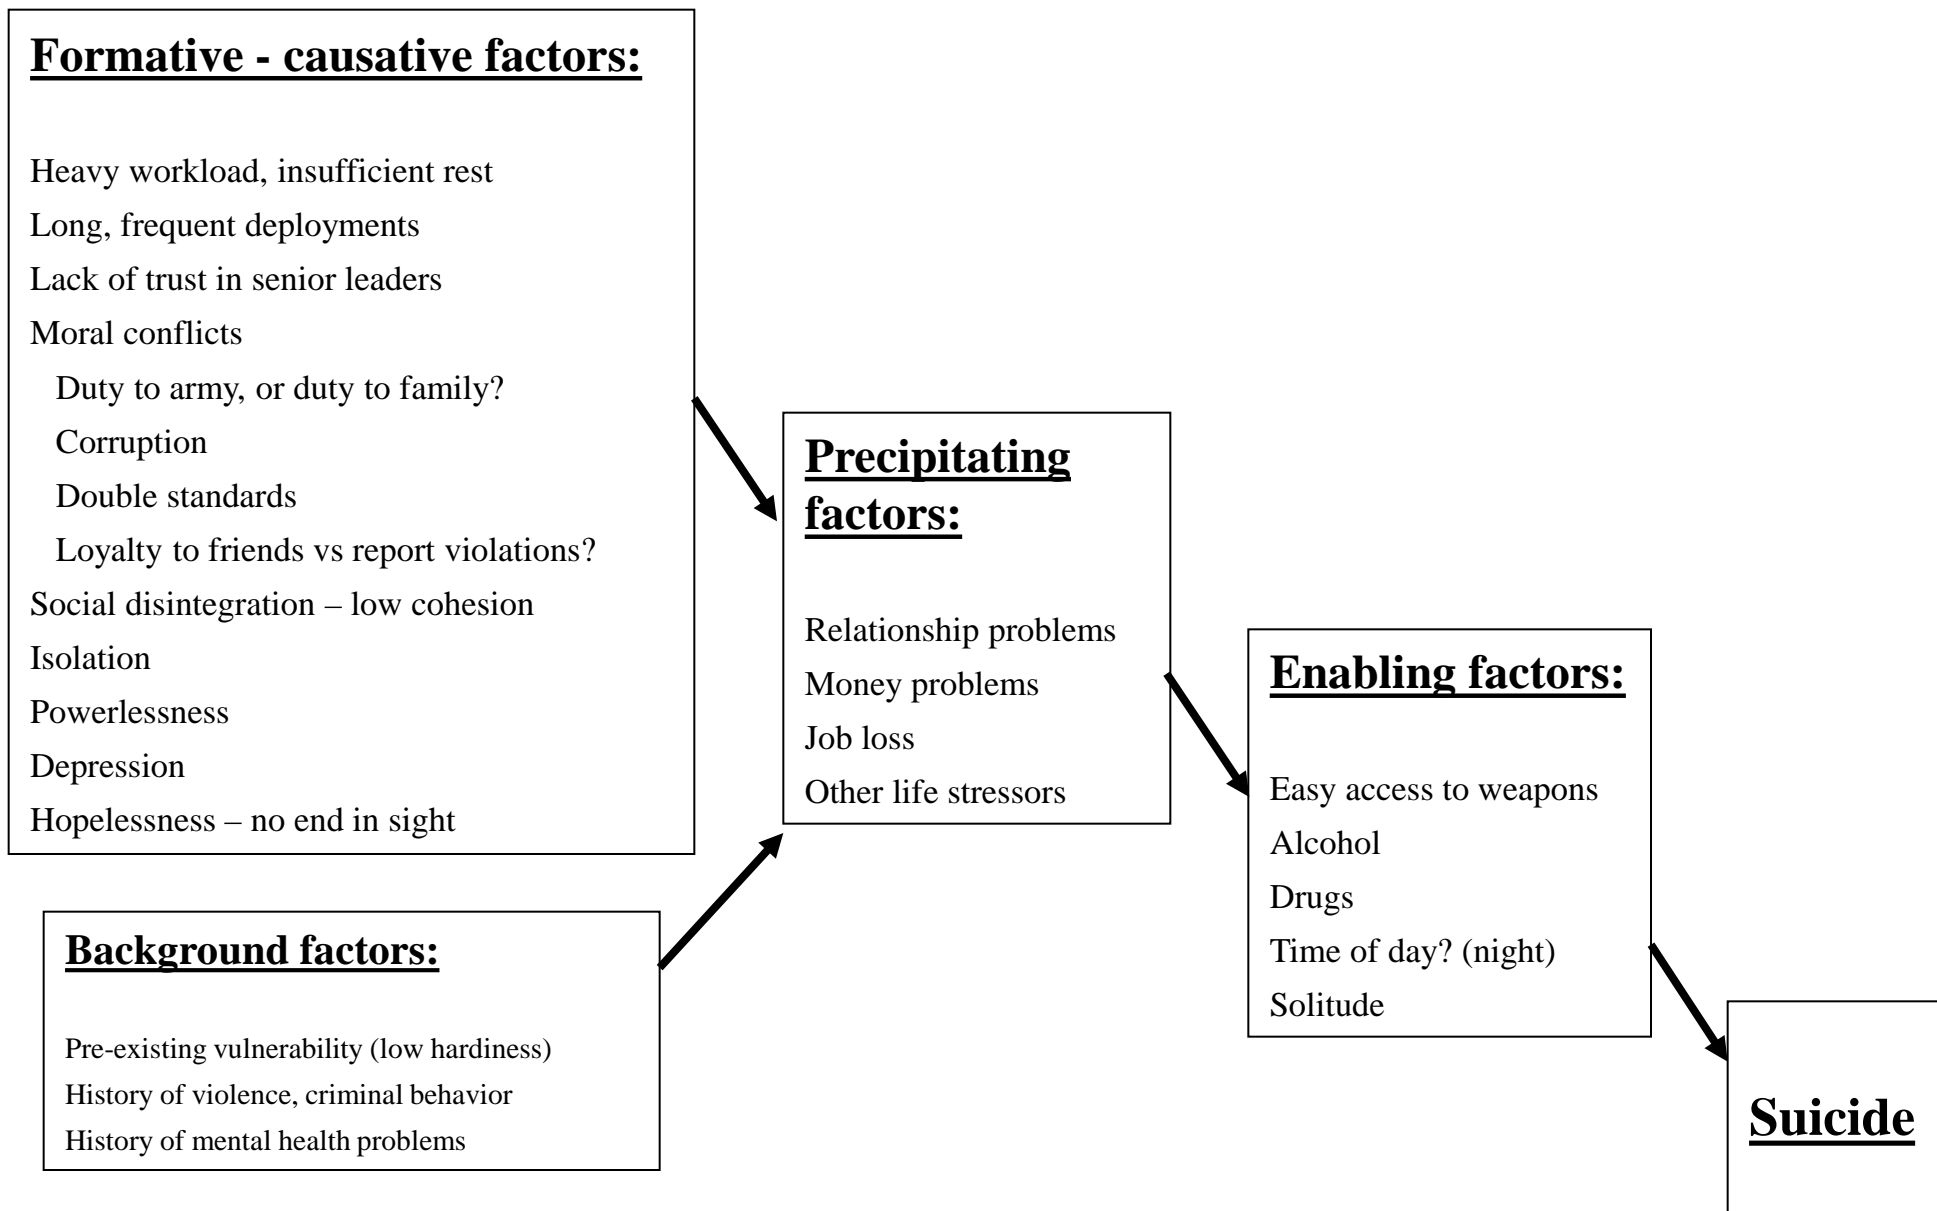 Formative - causative factors:
Heavy workload, insufficient rest
Long, frequent deployments
Lack of trust in senior leaders
Moral conflicts
Duty to army, or duty to family?
Corruption
Double standards
Loyalty to friends vs report violations?
Social disintegration – low cohesion
Isolation
Powerlessness
Depression
Hopelessness – no end in sight
Background factors:
Pre-existing vulnerability (low hardiness)
History of violence, criminal behavior
History of mental health problems
Precipitating
factors:
Relationship problems
Money problems
Job loss
Other life stressors
Enabling factors:
Easy access to weapons
Alcohol
Drugs
Time of day? (night)
Solitude
Suicide